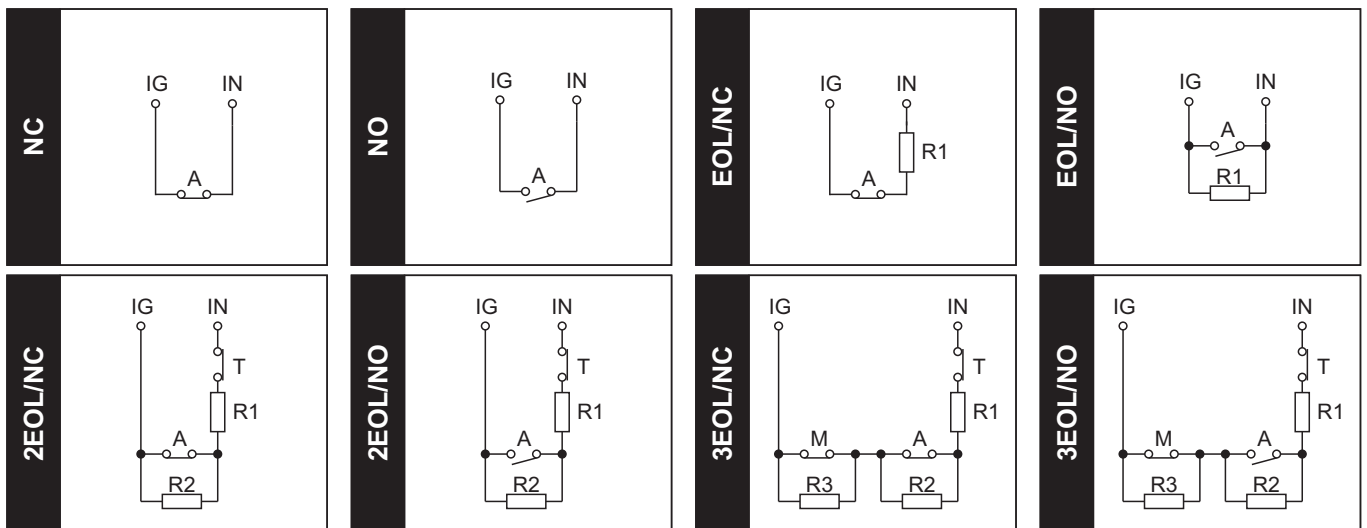 NC
IG IN
A
NO
IG IN
A
EOL/NC
IG IN
R1
A
EOL/NO
IG IN
A
R1
2EOL/NC
IG IN
T
R1
A
R2
2EOL/NO
IG IN
T
R1
A
R2
3EOL/NC
IG IN
T
R1
M A
R3 R2
3EOL/NO
IG IN
T
R1
M A
R3 R2